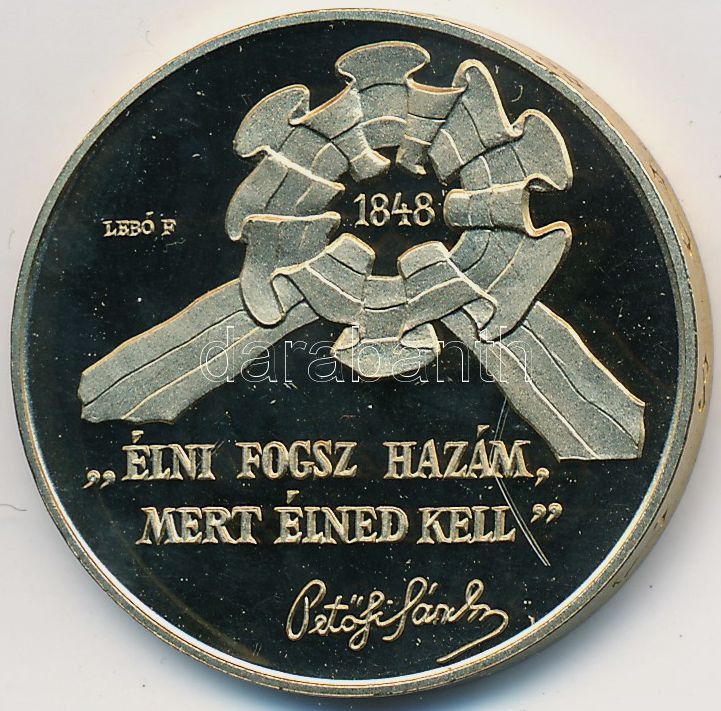 1848
LEBÓ F
darabanth
„ÉLNI FOGSZ HAZÁM,
MERT ÉLNED KELL”
Petőfi Sándor